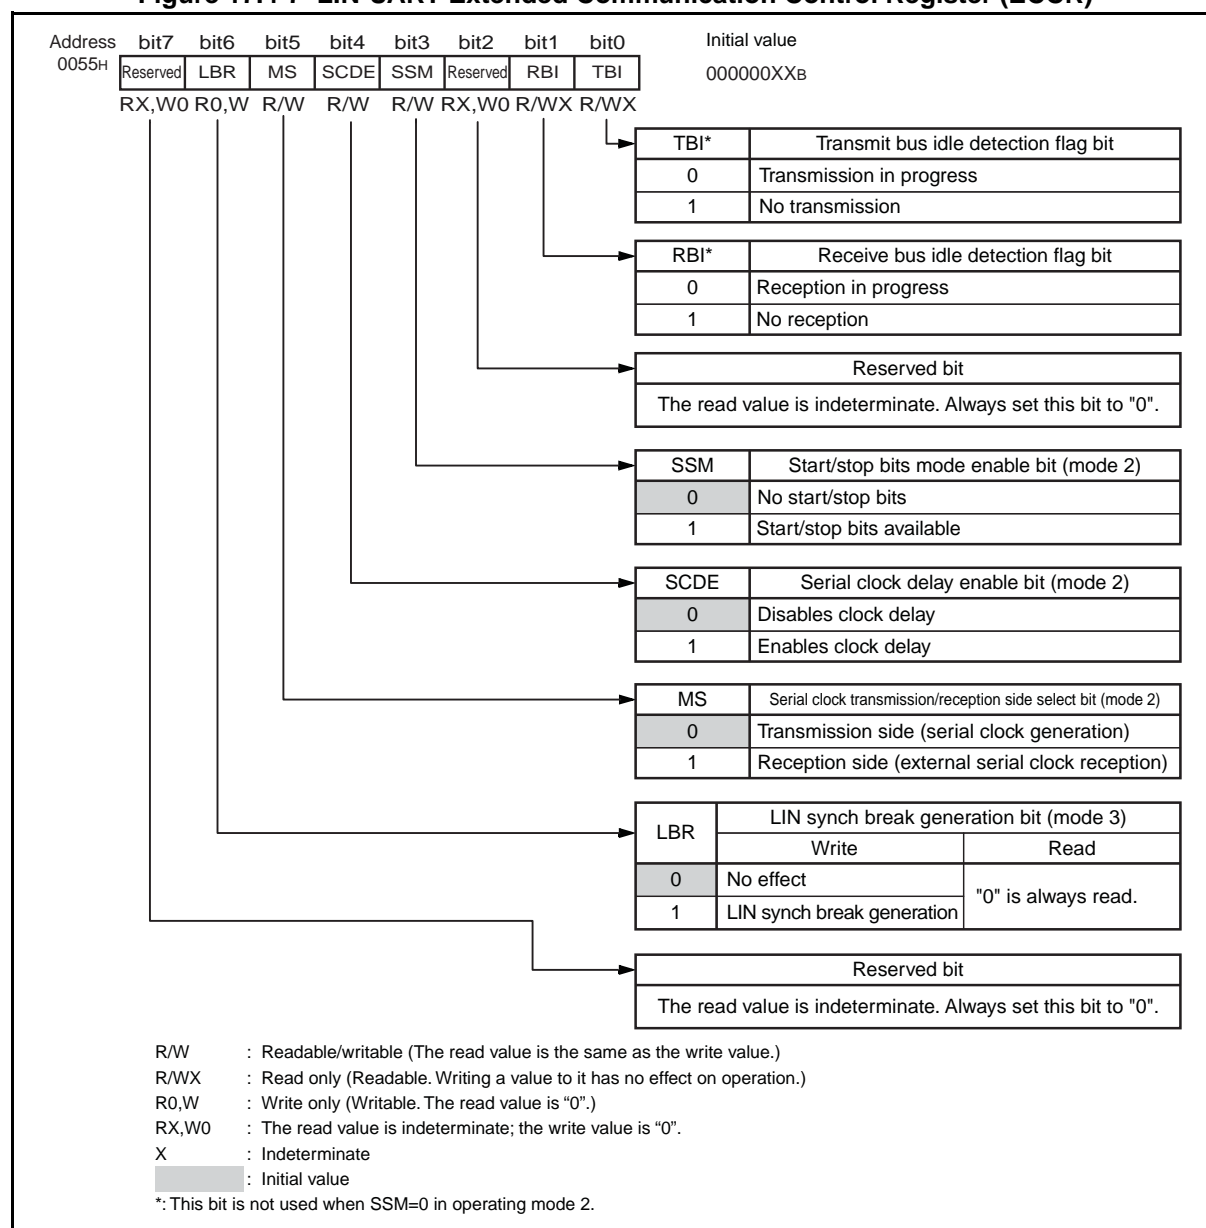 Address bit7 bit6 bit5 bit4 bit3 bit2 bit1 bit0 Initial value
0055H Reserved LBR MS SCDE SSM Reserved RBI TBI 000000XXB
RX,W0 R0,W R/W R/W R/W RX,W0 R/WX R/WX
TBI* Transmit bus idle detection flag bit
0 Transmission in progress
1 No transmission
RBI* Receive bus idle detection flag bit
0 Reception in progress
1 No reception
Reserved bit
The read value is indeterminate. Always set this bit to "0".
SSM Start/stop bits mode enable bit (mode 2)
0 No start/stop bits
1 Start/stop bits available
SCDE Serial clock delay enable bit (mode 2)
0 Disables clock delay
1 Enables clock delay
MS Serial clock transmission/reception side select bit (mode 2)
0 Transmission side (serial clock generation)
1 Reception side (external serial clock reception)
LBR LIN synch break generation bit (mode 3)
Write Read
0 No effect "0" is always read.
1 LIN synch break generation
Reserved bit
The read value is indeterminate. Always set this bit to "0".
R/W : Readable/writable (The read value is the same as the write value.)
R/WX : Read only (Readable. Writing a value to it has no effect on operation.)
R0,W : Write only (Writable. The read value is “0”.)
RX,W0 : The read value is indeterminate; the write value is “0”.
X : Indeterminate
: Initial value
*: This bit is not used when SSM=0 in operating mode 2.